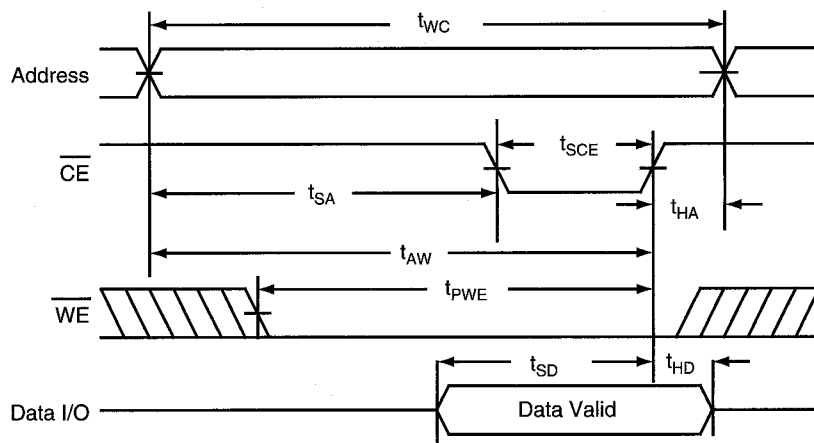 t_WC
Address
t_SCE
CE
t_SA
t_HA
t_AW
WE
t_PWE
t_SD
t_HD
Data I/O
Data Valid